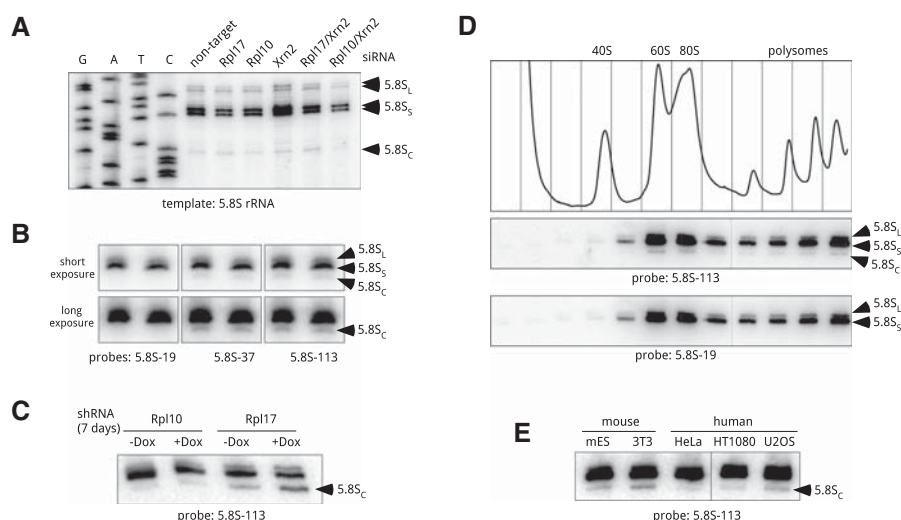 A
G A T C non-target Rpl17 Rpl10 Xrn2 Rpl17/Xrn2 Rpl10/Xrn2 siRNA
5.8SL
5.8SS
5.8SC
template: 5.8S rRNA
B
short
exposure
5.8SL
5.8SS
5.8SC
long
exposure
5.8SC
probes: 5.8S-19 5.8S-37 5.8S-113
C
shRNA
(7 days)
Rpl10 Rpl17
-Dox +Dox -Dox +Dox
5.8SC
probe: 5.8S-113
D
40S 60S 80S polysomes
5.8SL
5.8SS
5.8SC
probe: 5.8S-113
5.8SL
5.8SS
probe: 5.8S-19
E
mouse human
mES 3T3 HeLa HT1080 U2OS
5.8SC
probe: 5.8S-113